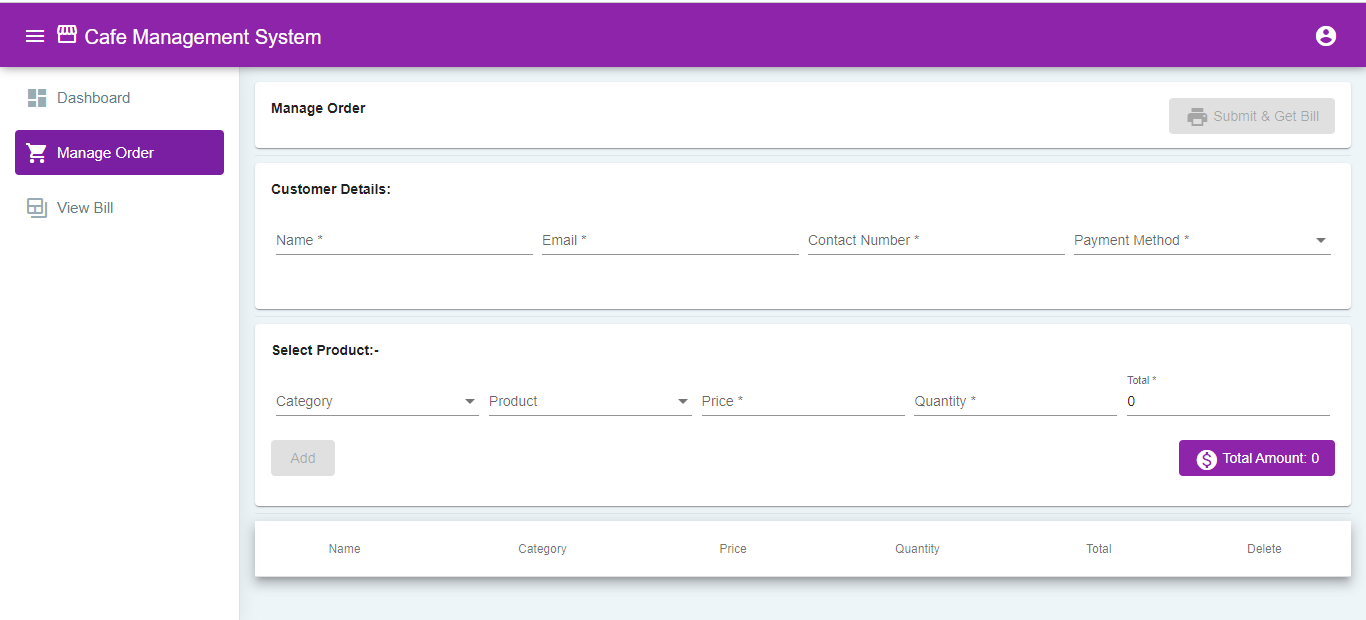 Cafe Management System
Dashboard
Manage Order
View Bill
Manage Order
Submit & Get Bill
Customer Details:
Name * Email * Contact Number * Payment Method *
Select Product:-
Category Product Price * Quantity * Total * 0
Add
$ Total Amount: 0
Name Category Price Quantity Total Delete